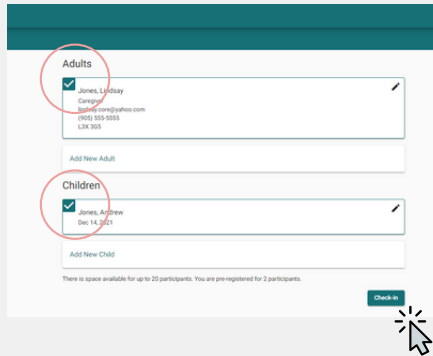 Adults
Jones, Lindsay
Caregiver
lindsay.core@yahoo.com
(905) 555-5555
L3X 3G5
Add New Adult
Children
Jones, Andrew
Dec 14, 2021
Add New Child
There is space available for up to 20 participants. You are pre-registered for 2 participants.
Check-in